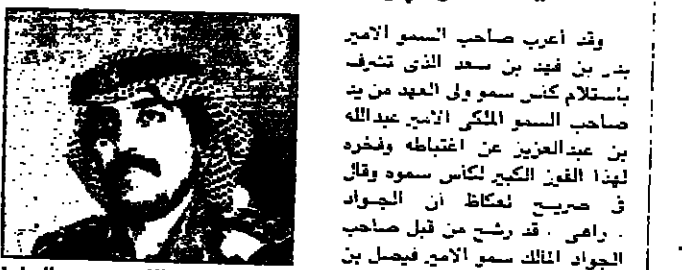 وقد أعرب صاحب السمو الامير
بدر بن فهد بن سعد الذى تشرف
باستلام كأس سمو ولى العهد من يد
صاحب السمو الملكى الامير عبدالله
بن عبدالعزيز عن اغتباطه وفخره
لهذا الفوز الكبير لكأس سموه وقال
فى صريح لعكاظ أن الجواد
. راعى . قد رشح من قبل صاحب
الجواد المالك سمو الامير فيصل بن